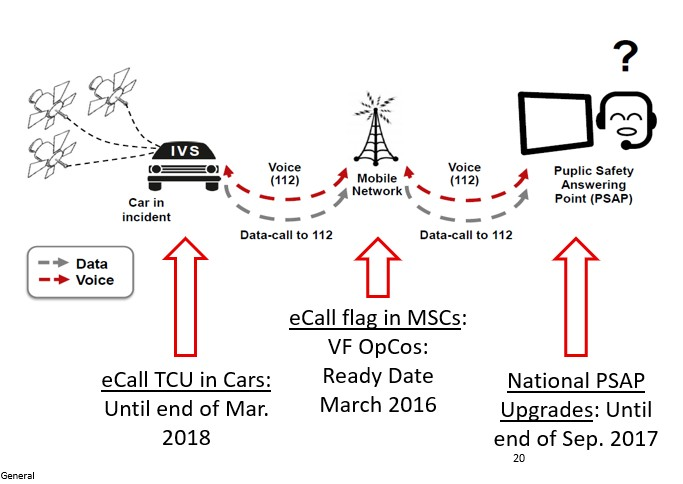 ?
IVS
Voice
(112)
Mobile
Network
Voice
(112)
Puplic Safety
Answering
Point (PSAP)
Car in
incident
Data-call to 112
Data-call to 112
Data
Voice
eCall flag in MSCs:
VF OpCos:
Ready Date
March 2016
eCall TCU in Cars:
Until end of Mar.
2018
National PSAP
Upgrades: Until
end of Sep. 2017
20
General